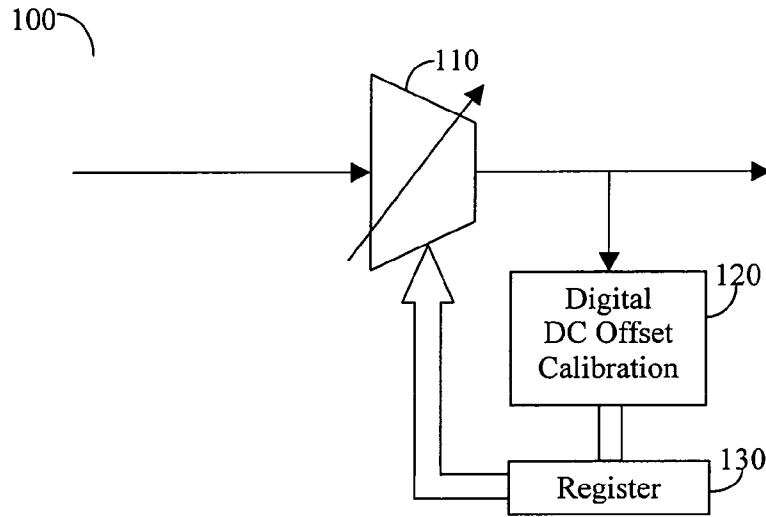 100
110
120
Digital
DC Offset
Calibration
130
Register